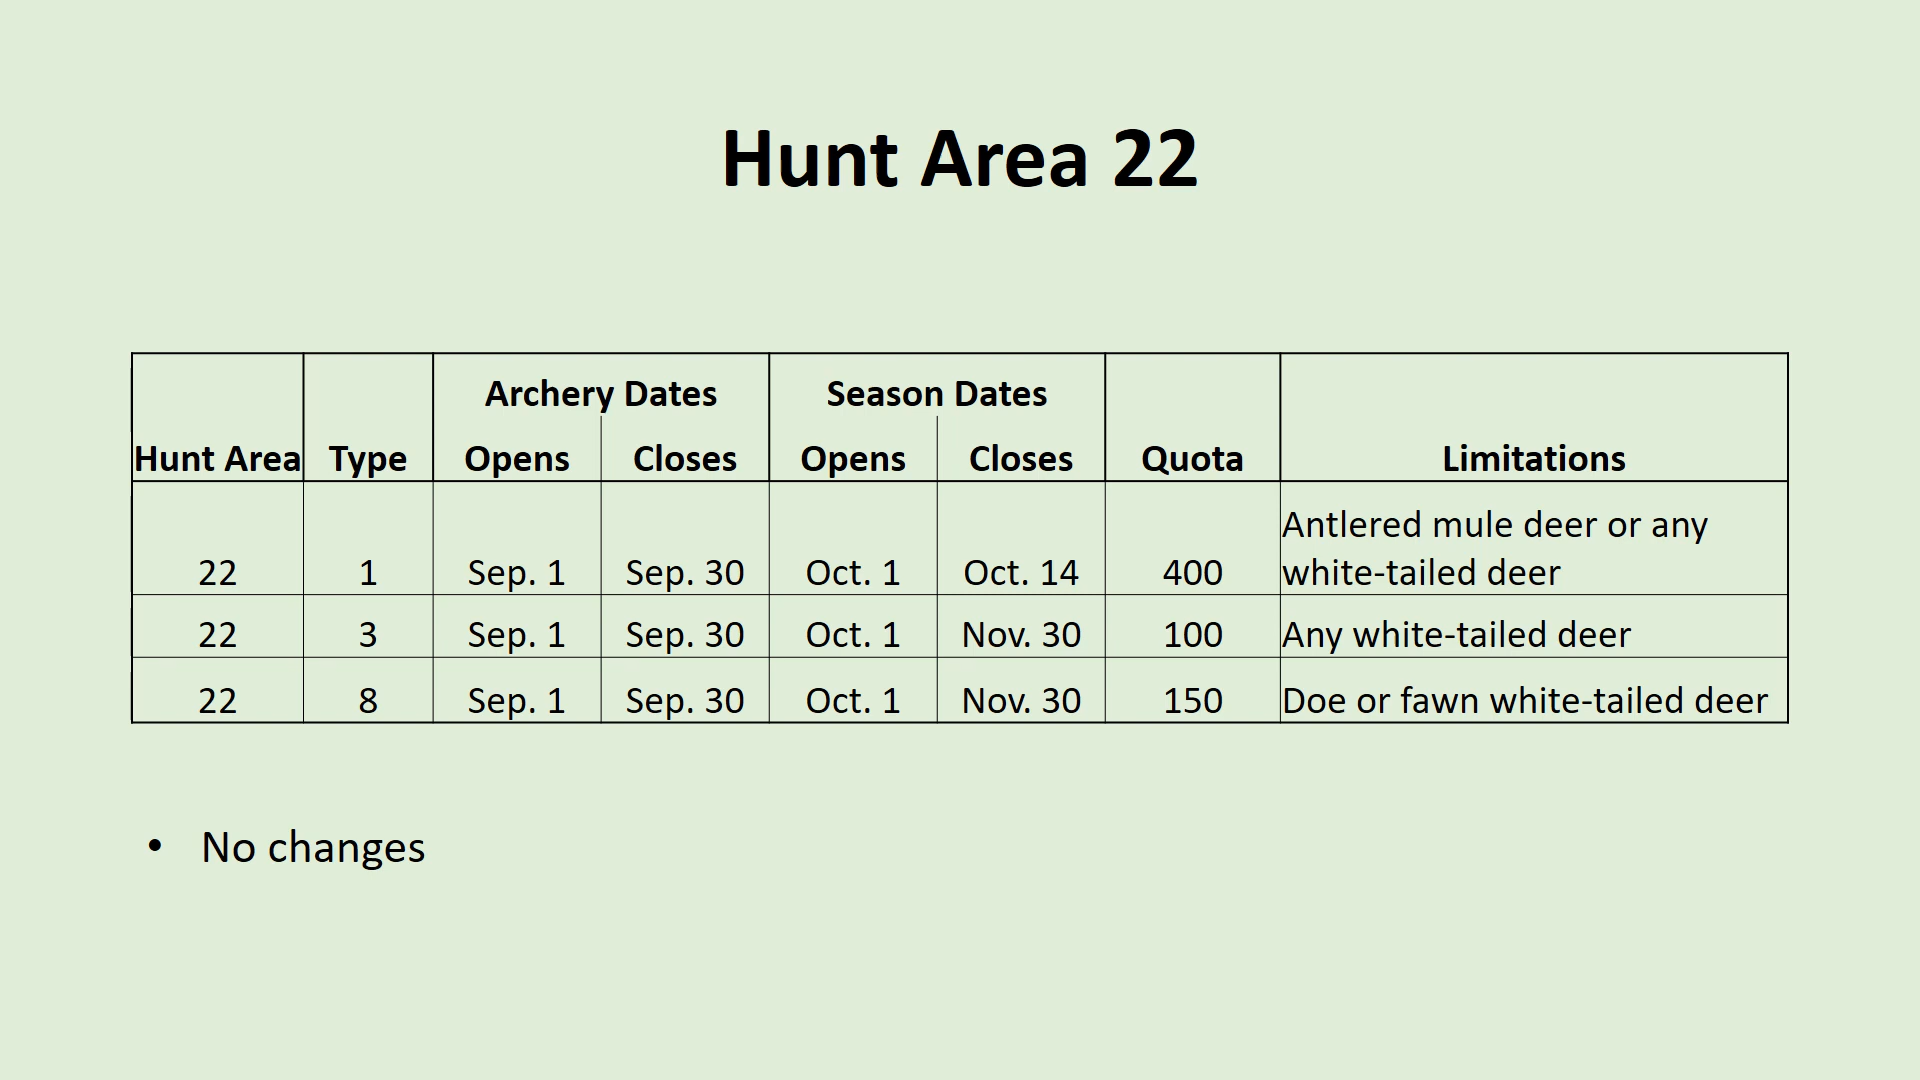 Hunt Area 22
Archery Dates Season Dates
Hunt Area Type Opens Closes Opens Closes Quota Limitations
22 1 Sep. 1 Sep. 30 Oct. 1 Oct. 14 400 Antlered mule deer or any
white-tailed deer
22 3 Sep. 1 Sep. 30 Oct. 1 Nov. 30 100 Any white-tailed deer
22 8 Sep. 1 Sep. 30 Oct. 1 Nov. 30 150 Doe or fawn white-tailed deer
• No changes